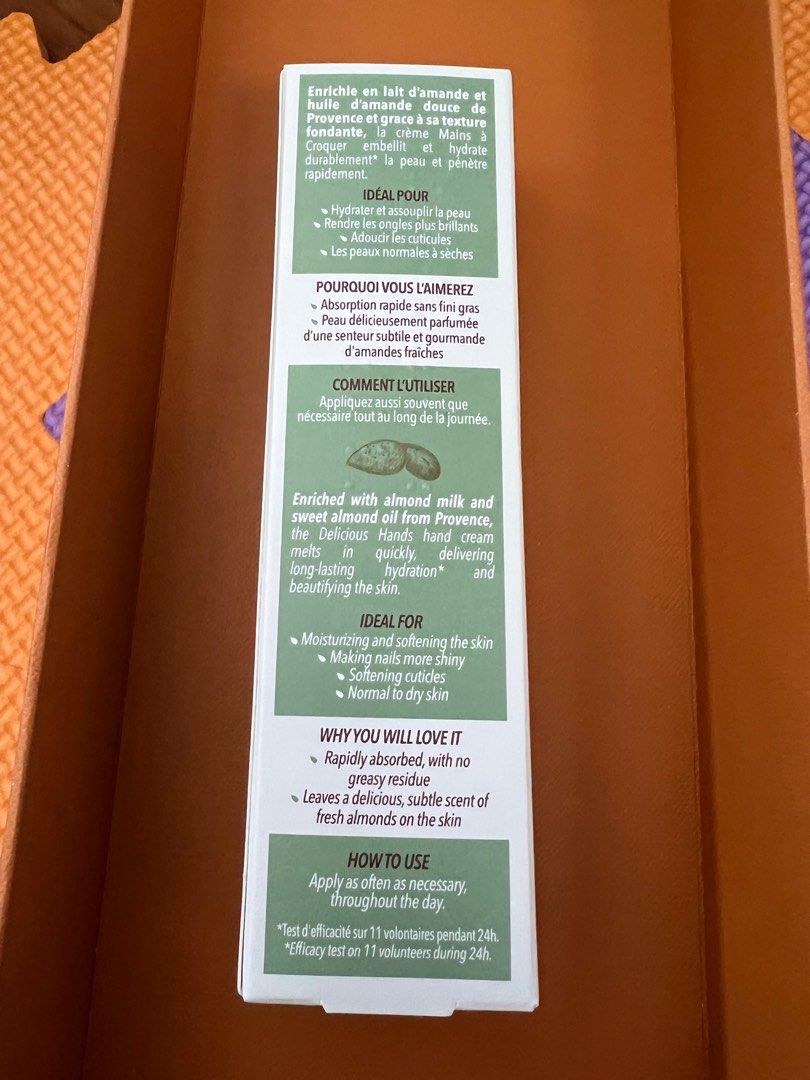 Enrichie en lait d'amande et
huile d'amande douce de
Provence et grace à sa texture
fondante, la crème Mains à
Croquer embellit et hydrate
durablement* la peau et pénètre
rapidement.
IDÉAL POUR
Hydrater et assouplir la peau
Rendre les ongles plus brillants
Adoucir les cuticules
Les peaux normales à sèches
POURQUOI VOUS L'AIMEREZ
Absorption rapide sans fini gras
Peau délicieusement parfumée
d'une senteur subtile et gourmande
d'amandes fraîches
COMMENT L'UTILISER
Appliquez aussi souvent que
nécessaire tout au long de la journée.
Enriched with almond milk and
sweet almond oil from Provence,
the Delicious Hands hand cream
melts in quickly, delivering
long-lasting hydration* and
beautifying the skin.
IDEAL FOR
Moisturizing and softening the skin
Making nails more shiny
Softening cuticles
Normal to dry skin
WHY YOU WILL LOVE IT
Rapidly absorbed, with no
greasy residue
Leaves a delicious, subtle scent of
fresh almonds on the skin
HOW TO USE
Apply as often as necessary,
throughout the day.
*Test d'efficacité sur 11 volontaires pendant 24h.
*Efficacy test on 11 volunteers during 24h.